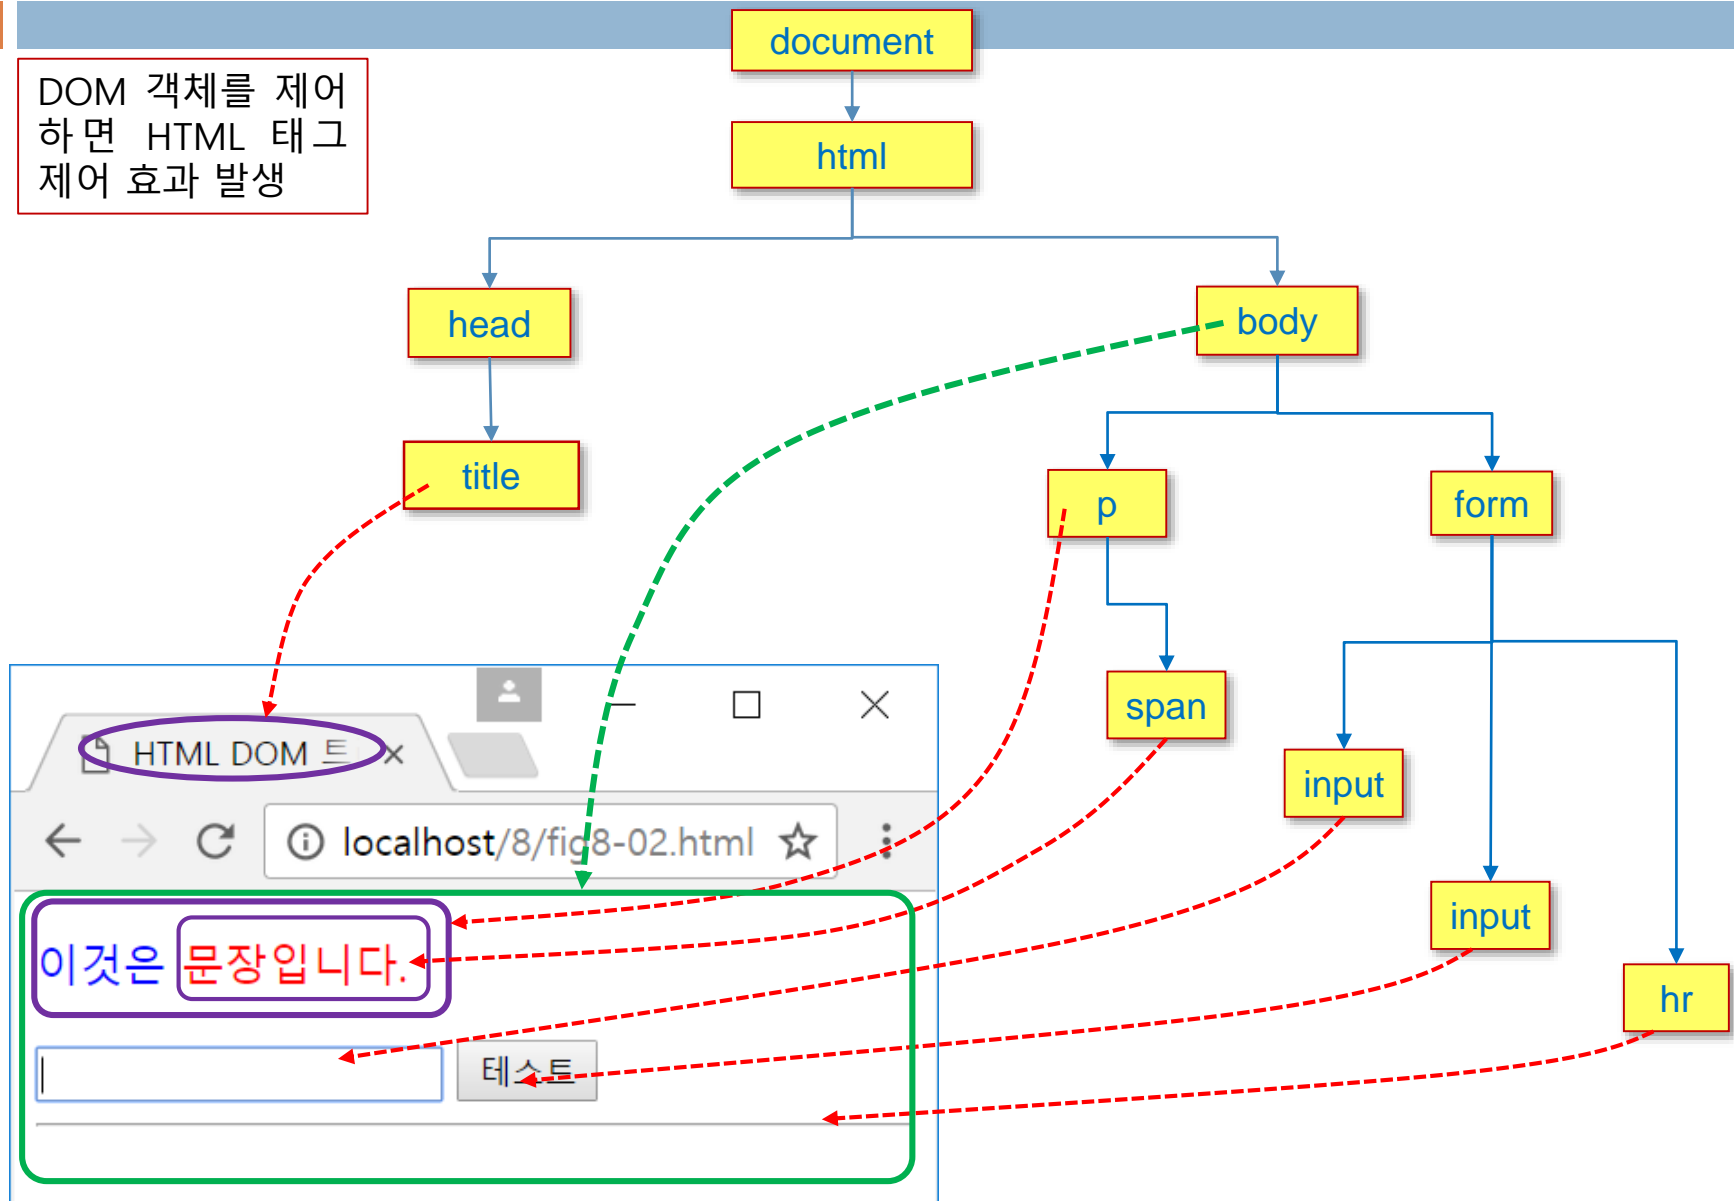 document
DOM 객체를 제어
하면 HTML 태그
제어 효과 발생
html
head
body
title
p
form
span
input
input
hr
HTML DOM 트
localhost/8/fig8-02.html
이것은 문장입니다.
테스트